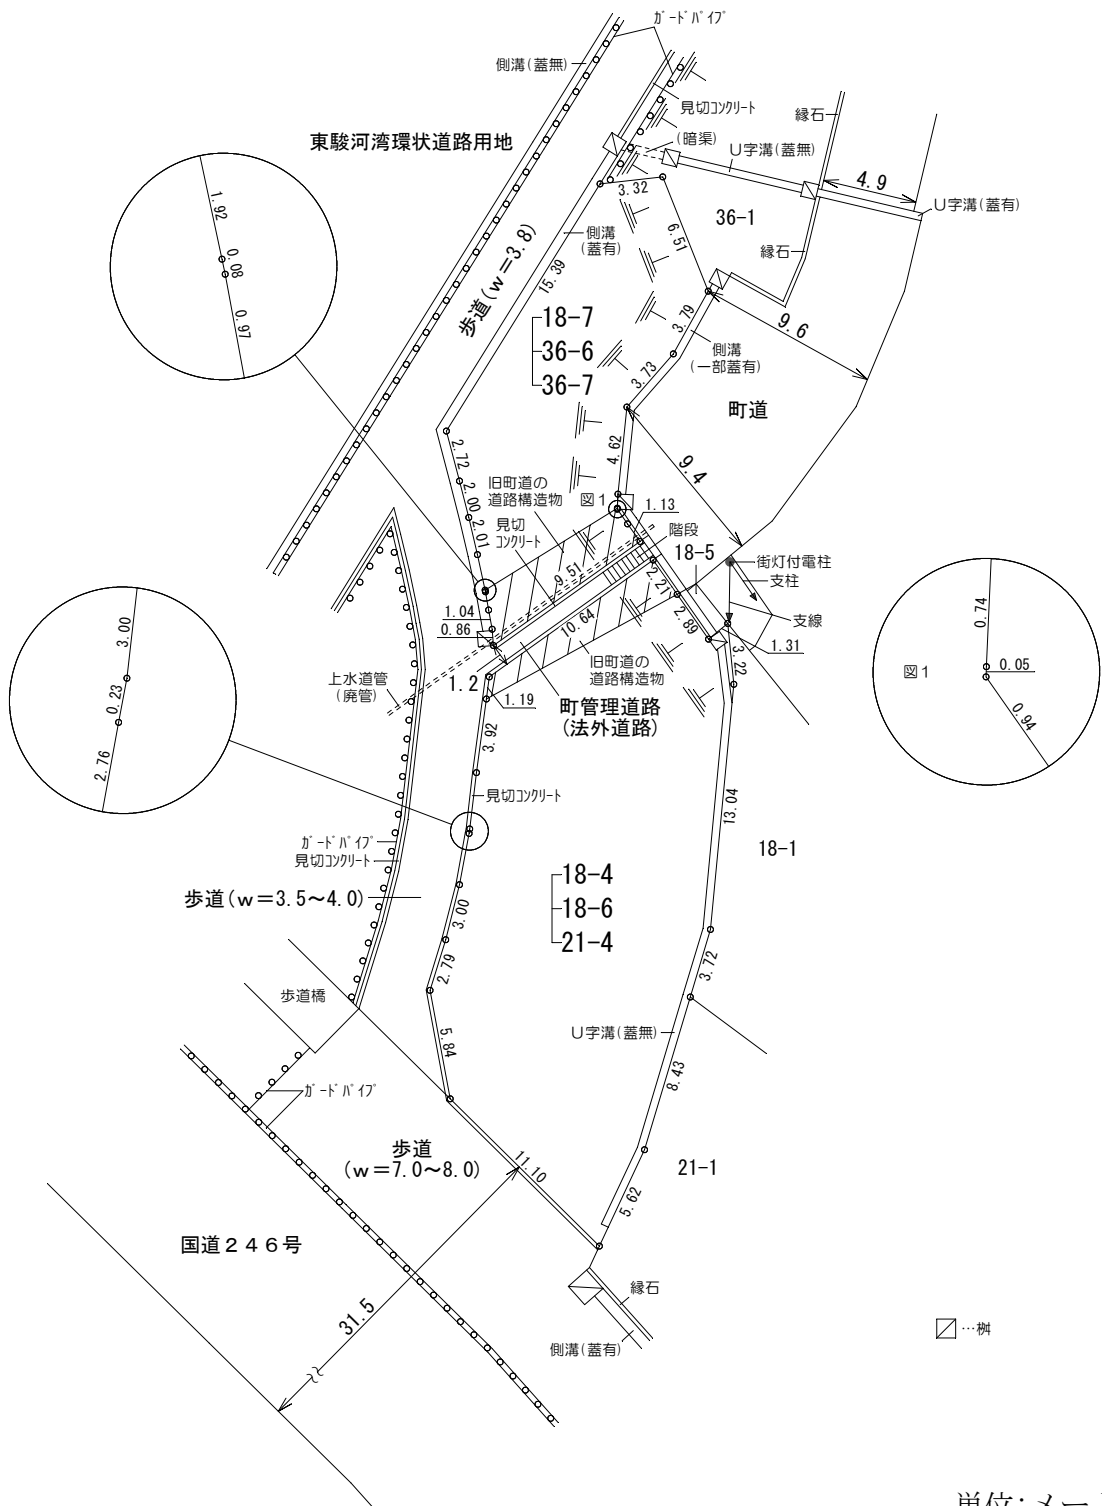 ｶﾞｰﾄﾞﾊﾟｲﾌﾟ
側溝(蓋無)
見切ｺﾝｸﾘｰﾄ
縁石
(暗渠)
U字溝(蓋無)
東駿河湾環状道路用地
4.9
U字溝(蓋有)
3.32
36-1
1.92
0.08
0.97
側溝
(蓋有)
6.51
縁石
歩道(w=3.8)
15.39
18-7
36-6
36-7
3.79
9.6
側溝
(一部蓋有)
3.73
町道
4.62
9.4
2.72
2.00
2.01
旧町道の
道路構造物
図1
1.13
見切
ｺﾝｸﾘｰﾄ
階段
18-5
街灯付電柱
支柱
9.51
2.21
0.74
1.04
0.86
10.64
2.89
支線
1.31
3.22
図1
0.05
0.94
3.00
0.23
2.76
上水道管
(廃管)
1.2
1.19
旧町道の
道路構造物
町管理道路
(法外道路)
3.92
見切ｺﾝｸﾘｰﾄ
13.04
ｶﾞｰﾄﾞﾊﾟｲﾌﾟ
見切ｺﾝｸﾘｰﾄ
18-1
歩道(w=3.5～4.0)
18-4
18-6
21-4
3.00
2.79
3.72
歩道橋
5.84
U字溝(蓋無)
8.43
ｶﾞｰﾄﾞﾊﾟｲﾌﾟ
歩道
(w=7.0～8.0)
11.10
21-1
5.62
国道246号
31.5
縁石
側溝(蓋有)
…桝